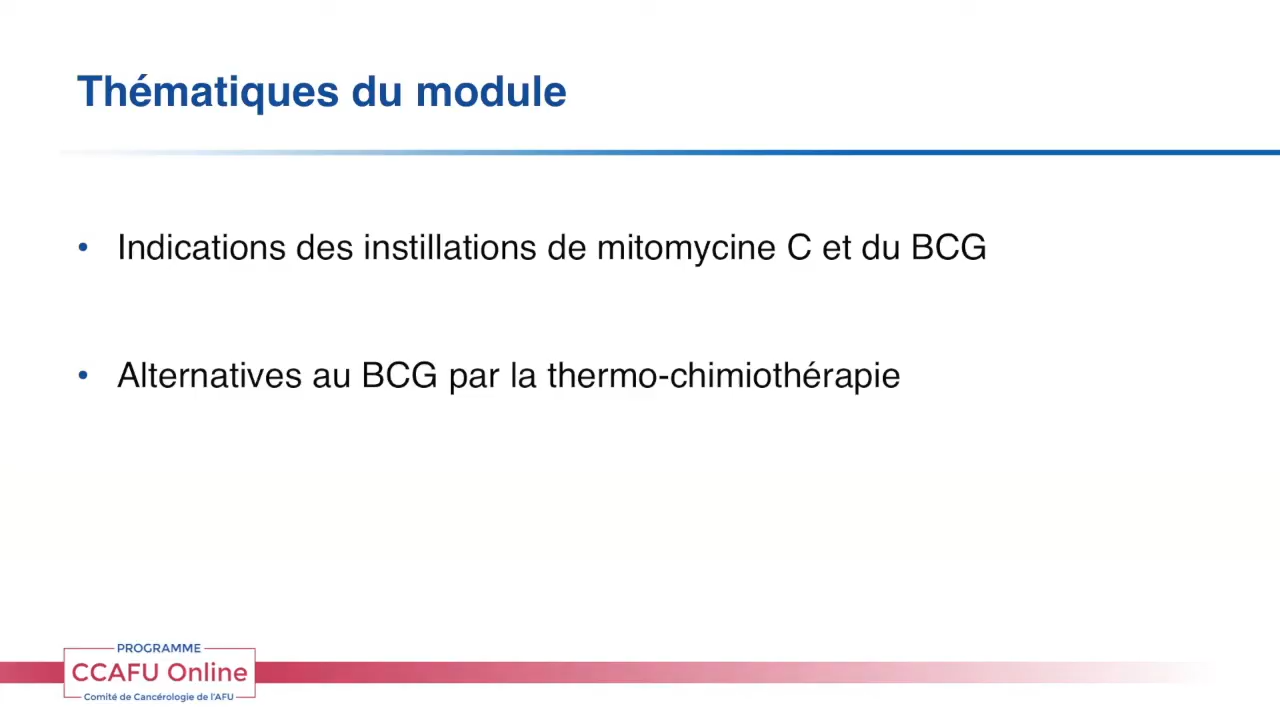 Thématiques du module
• Indications des instillations de mitomycine C et du BCG
• Alternatives au BCG par la thermo-chimiothérapie
PROGRAMME
CCAFU Online
Comité de Cancérologie de l'AFU